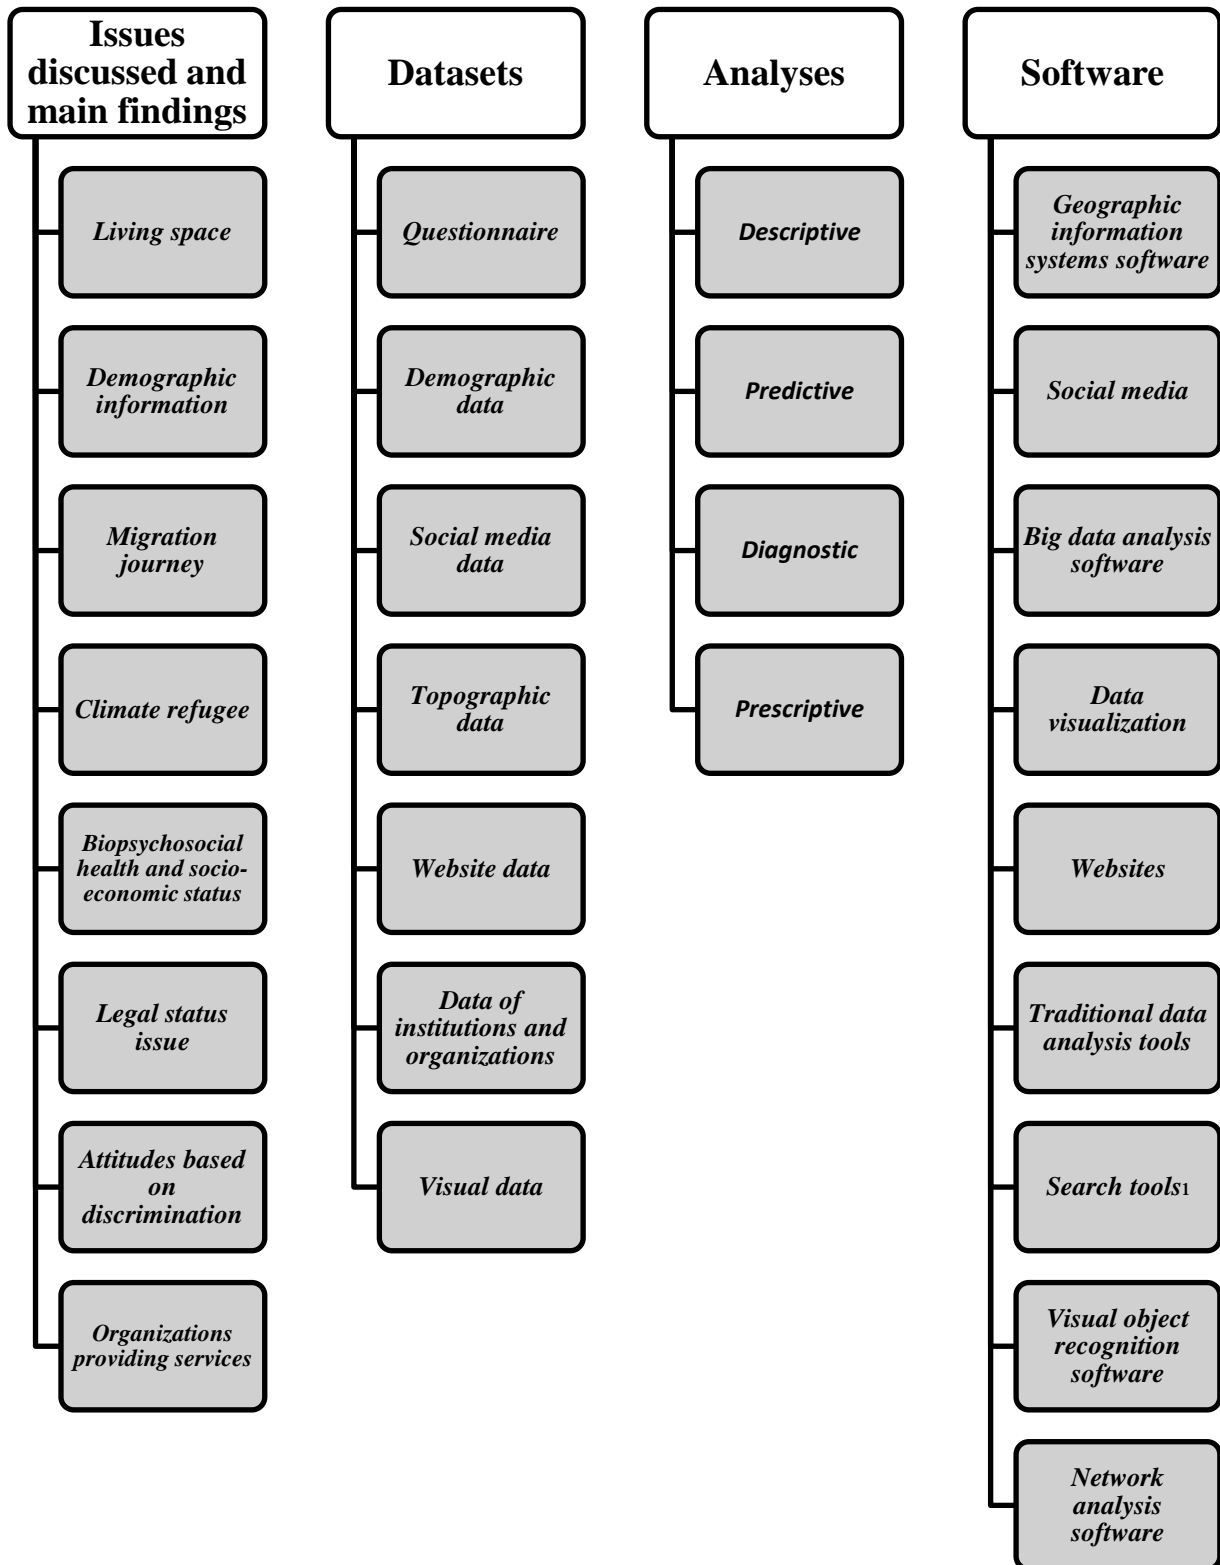 Issues
discussed and
main findings
Living space
Demographic
information
Migration
journey
Climate refugee
Biopsychosocial
health and socio-
economic status
Legal status
issue
Attitudes based
on
discrimination
Organizations
providing services
Datasets
Questionnaire
Demographic
data
Social media
data
Topographic
data
Website data
Data of
institutions and
organizations
Visual data
Analyses
Descriptive
Predictive
Diagnostic
Prescriptive
Software
Geographic
information
systems software
Social media
Big data analysis
software
Data
visualization
Websites
Traditional data
analysis tools
Search tools1
Visual object
recognition
software
Network
analysis
software